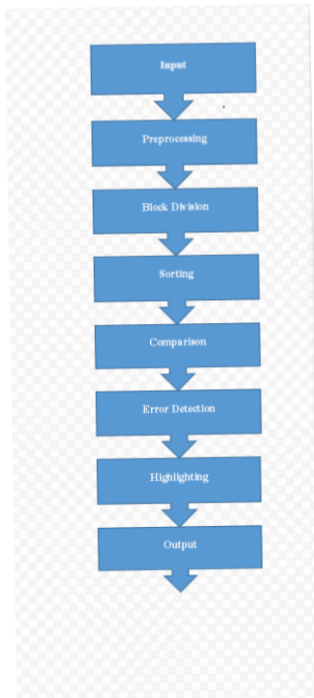 Input
Preprocessing
Block Division
Sorting
Comparison
Error Detection
Highlighting
Output